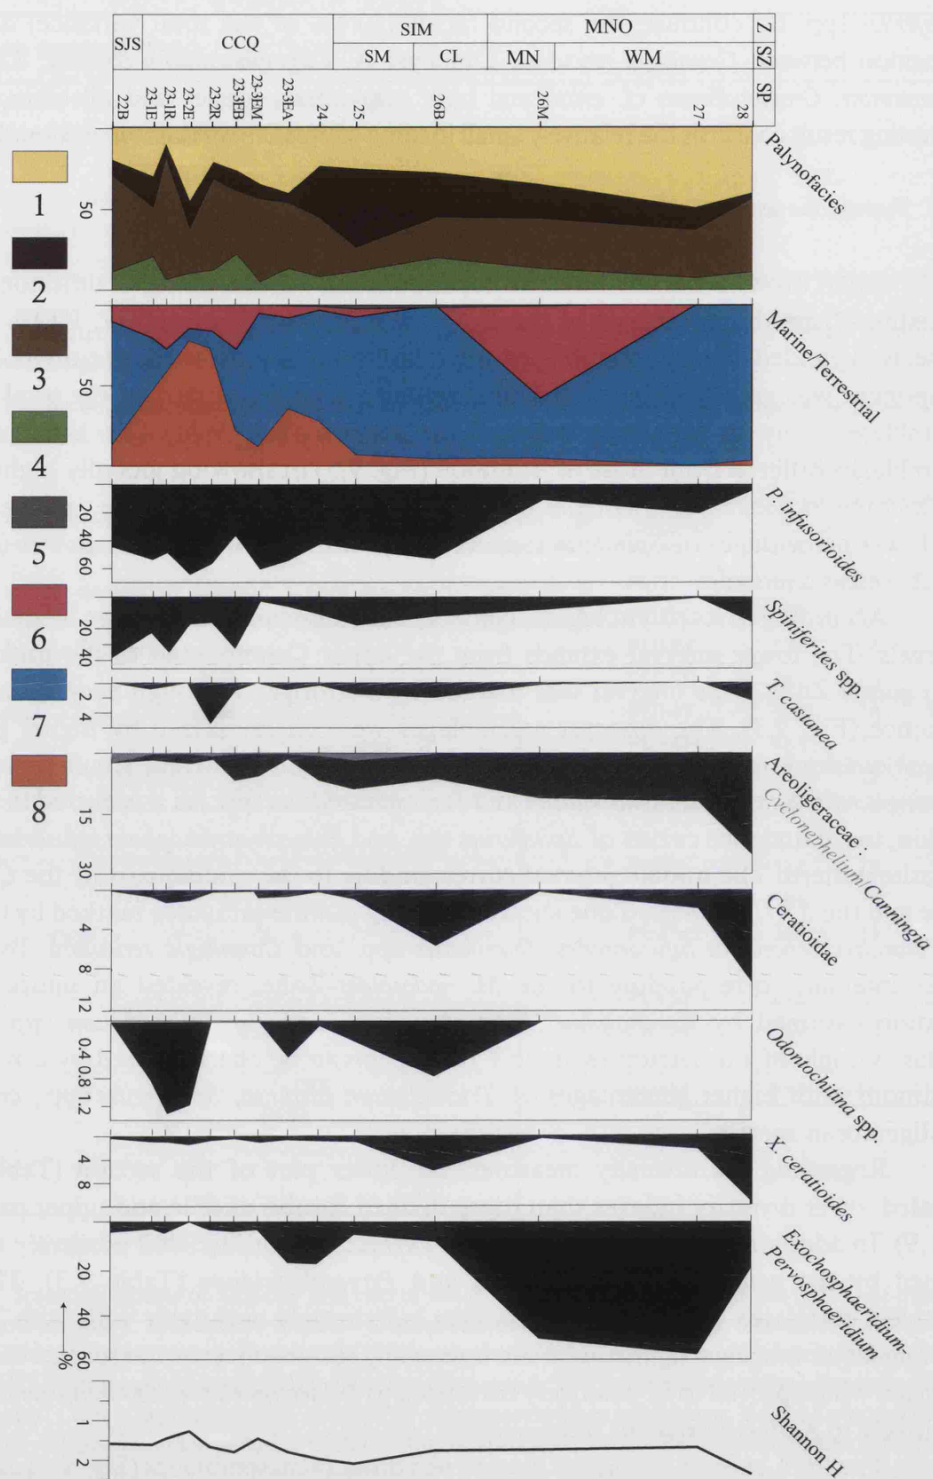 SIM
MNO
Z
SJS
CCQ
SM
CL
MN
WM
SZ
22B
23-1E
23-1R
23-2E
23-2R
23-3EB
23-3EM
23-3EA
24
25
26B
26M
27
28
SE
Palynofacies
50
1
2
Marine/Terrestrial
50
3
4
P. infusorioides
20
40
60
5
Spiniferites spp.
20
40
6
T. castanea
2
4
7
Areoligeraceae :
Cyclonephelium/Canningia
15
30
8
Ceratioidae
4
8
12
Odontochitina spp.
0.4
0.8
1.2
X. ceratioides
4
8
Exochosphaeridium-
Pervosphaeridium
20
40
60
%
Shannon H
1
2